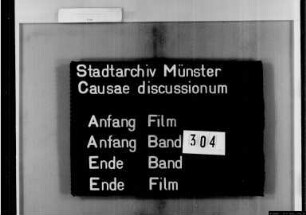 Stadtarchiv Münster
Causae discussionum
Anfang Film
Anfang Band 304
Ende Band
Ende Film